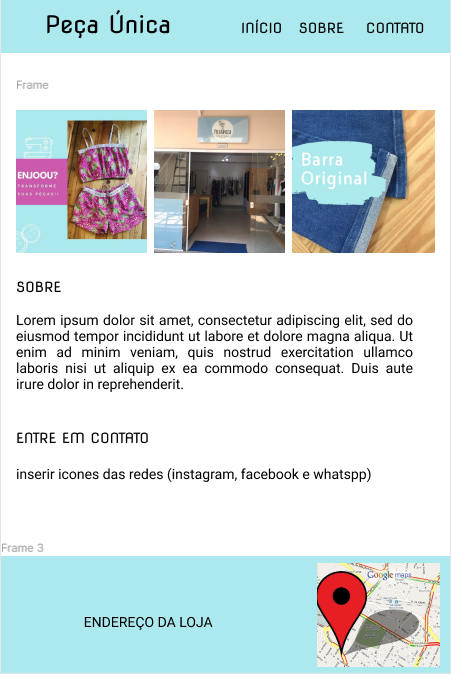 Peça Única
INÍCIO SOBRE CONTATO
Frame
ENJOOU?
TRANSFORME
SUAS PEÇAS!!
Barra
Original
SOBRE
Lorem ipsum dolor sit amet, consectetur adipiscing elit, sed do
eiusmod tempor incididunt ut labore et dolore magna aliqua. Ut
enim ad minim veniam, quis nostrud exercitation ullamco
laboris nisi ut aliquip ex ea commodo consequat. Duis aute
irure dolor in reprehenderit.
ENTRE EM CONTATO
inserir icones das redes (instagram, facebook e whatspp)
Frame 3
ENDEREÇO DA LOJA
Google maps